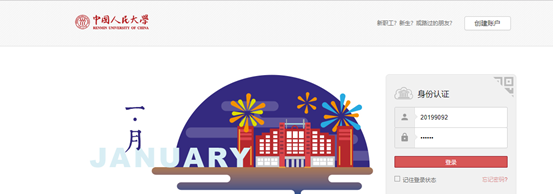 中国人民大学
RENMIN UNIVERSITY OF CHINA
新职工？新生？或路过的朋友？
创建账户
一·月
JANUARY
身份认证
20199092
••••••
登录
记住登录状态
忘记密码?